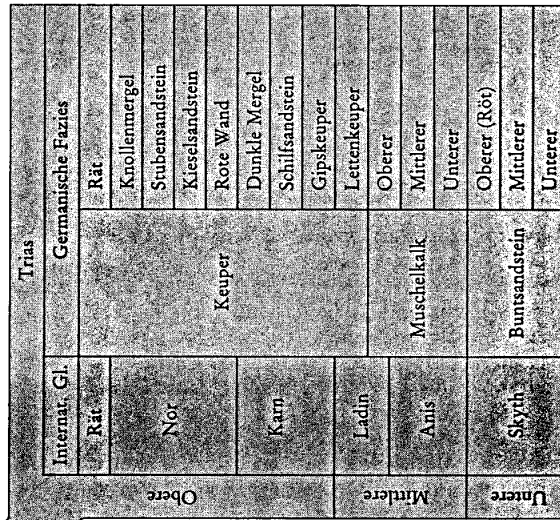 Trias
Internat. Gl.
Germanische Fazies
Obere
Rät
Keuper
Rät
Nor
Knollenmergel
Stubensandstein
Kieselsandstein
Rote Wand
Karn
Dunkle Mergel
Schilfsandstein
Gipskeuper
Mittlere
Ladin
Lettenkeuper
Muschelkalk
Oberer
Anis
Mittlerer
Unterer
Untere
Skyth
Buntsandstein
Oberer (Röt)
Mittlerer
Unterer